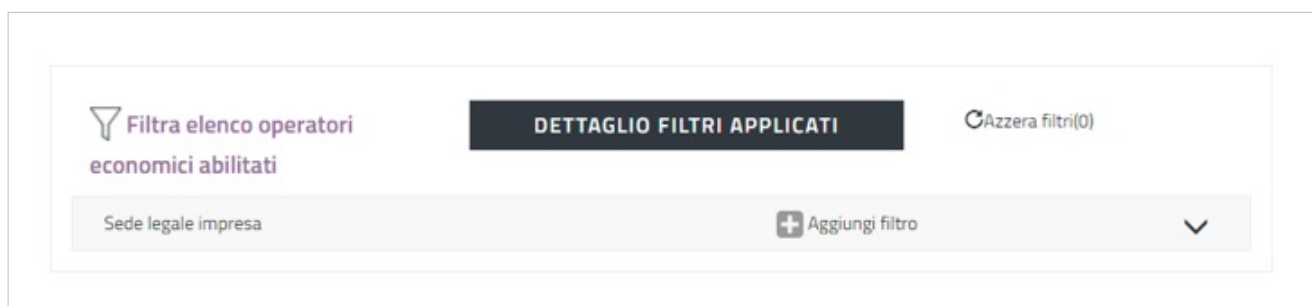 Filtra elenco operatori
economici abilitati
DETTAGLIO FILTRI APPLICATI
Azzera filtri(0)
Sede legale impresa
Aggiungi filtro